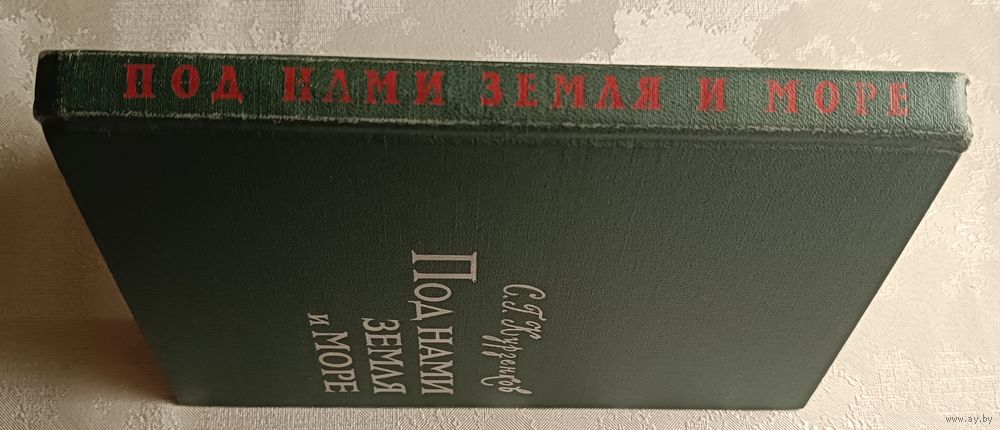 ПОД НАМИ ЗЕМЛЯ И МОРЕ
С.Г. Курзенков
ПОД НАМИ
ЗЕМЛЯ
И МОРЕ
www.ay.by